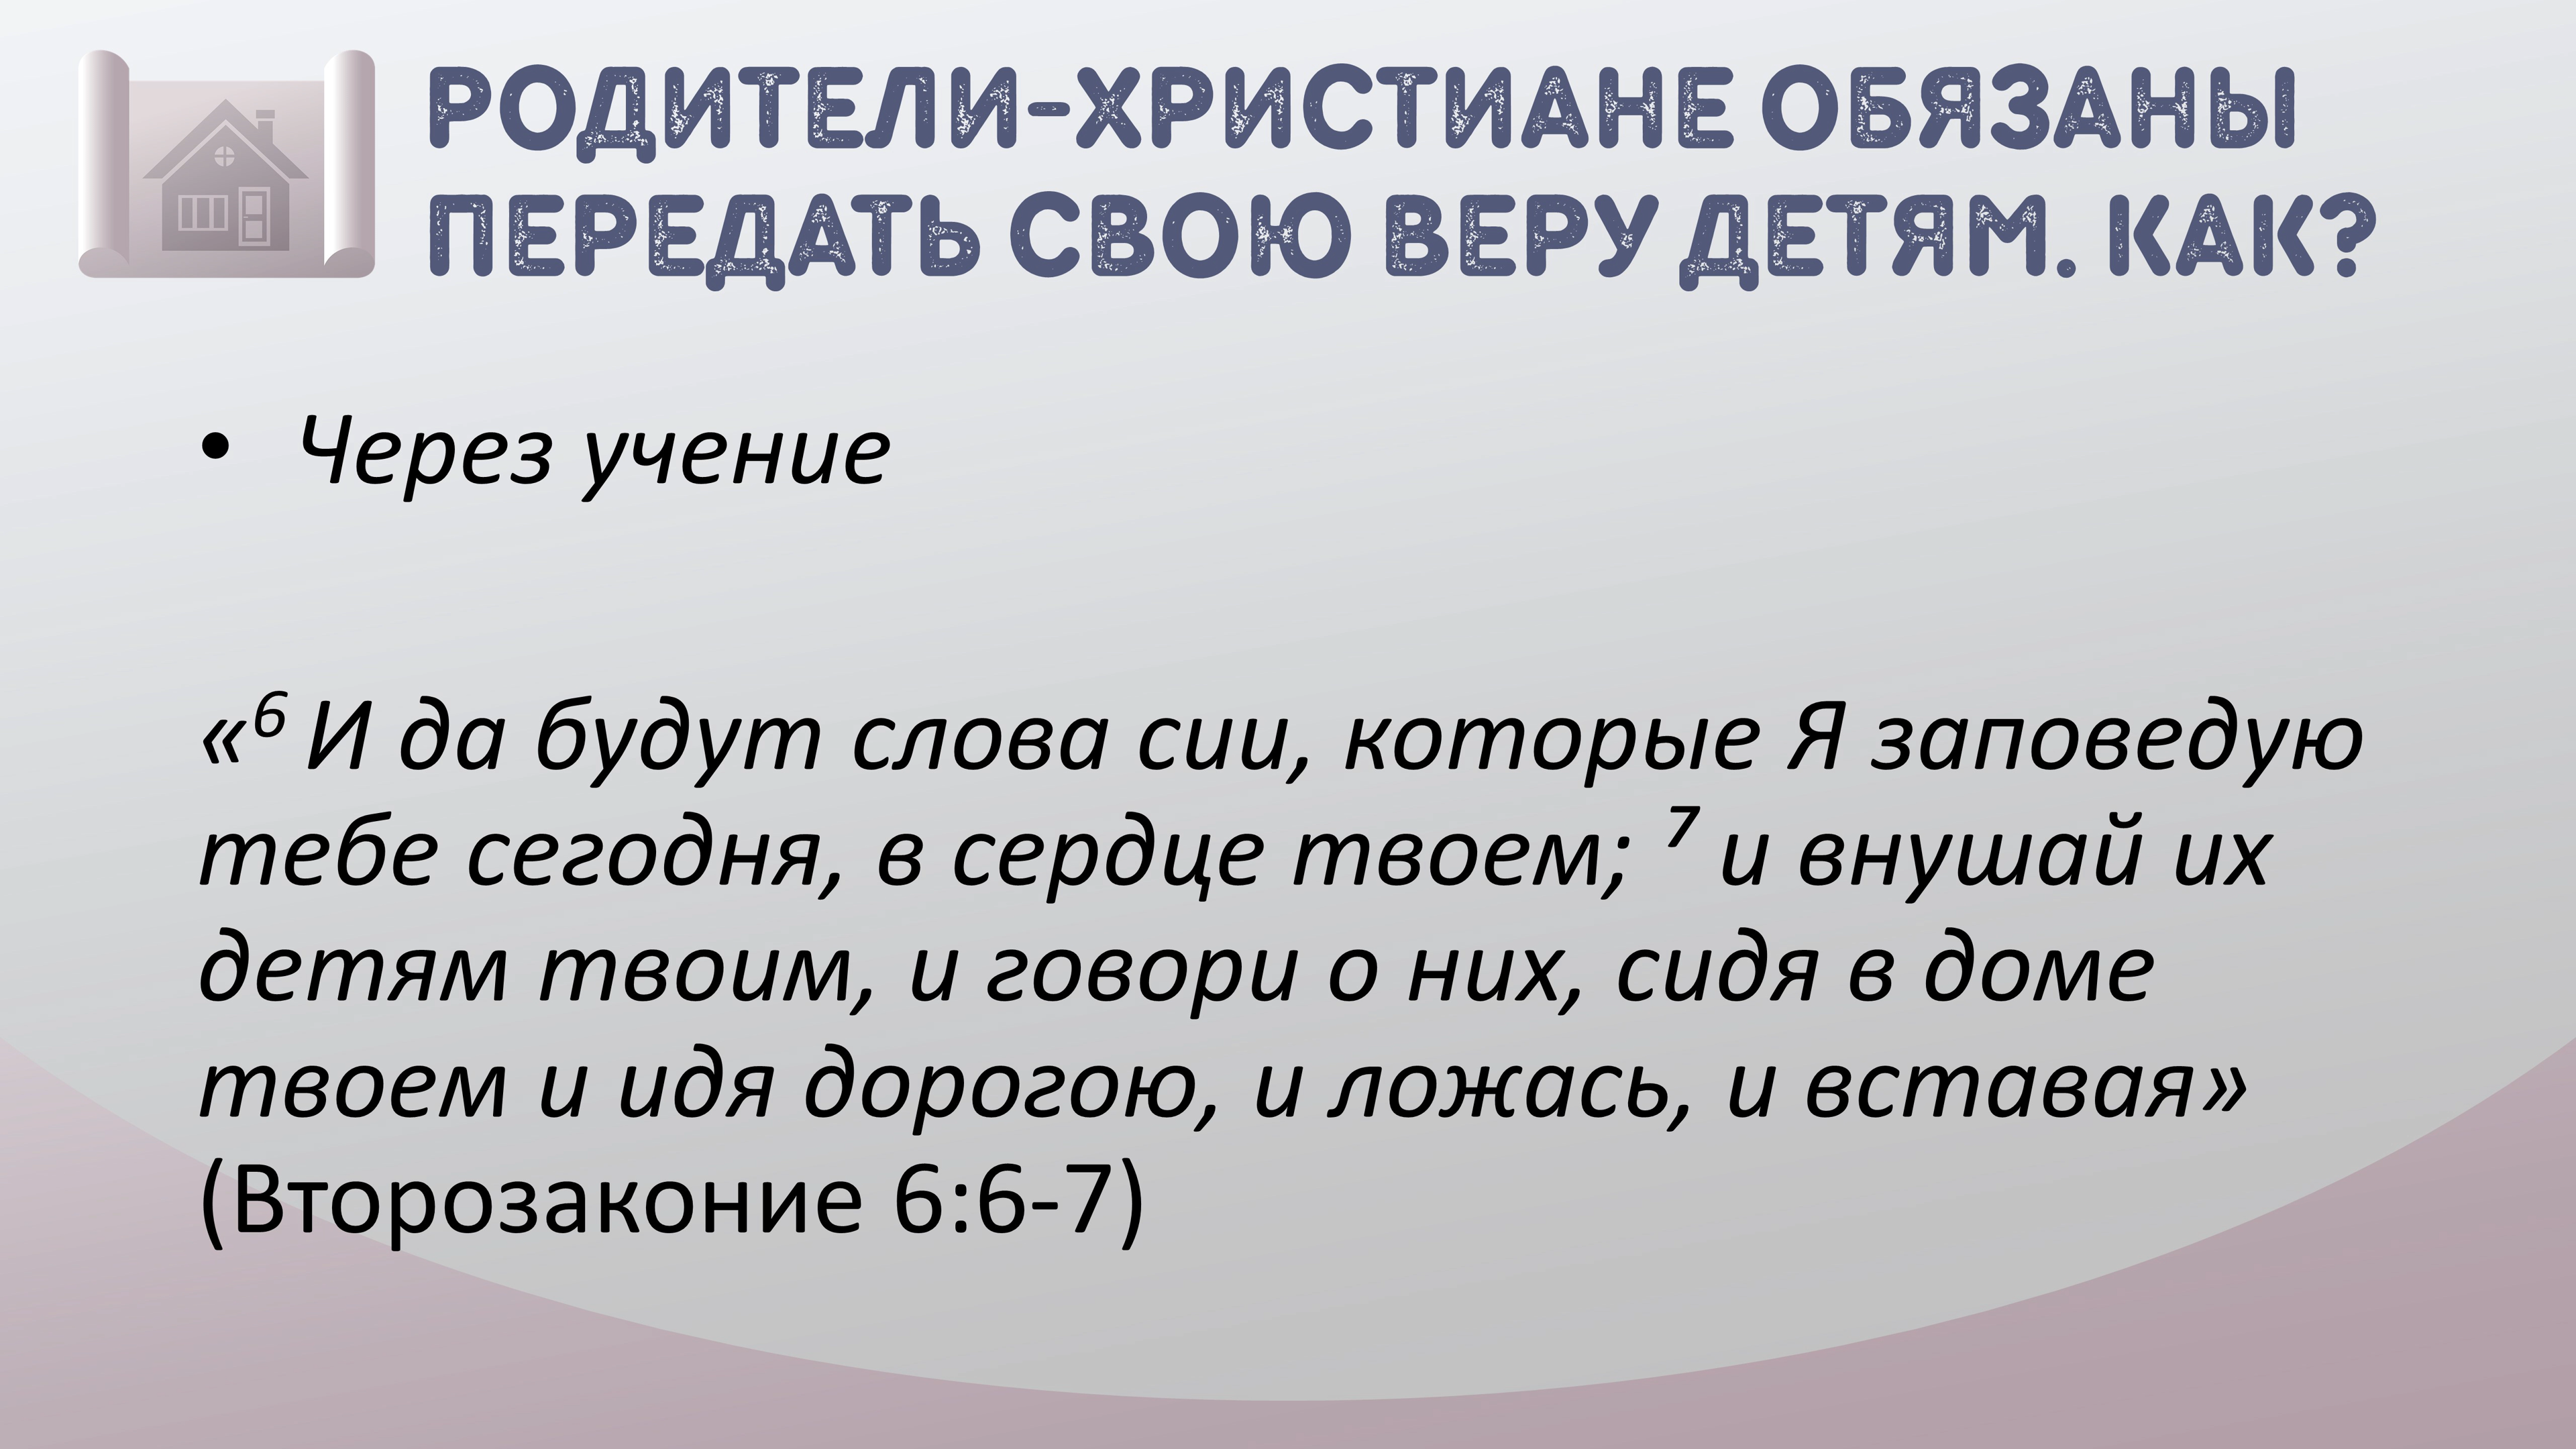 РОДИТЕЛИ-ХРИСТИАНЕ ОБЯЗАНЫ
ПЕРЕДАТЬ СВОЮ ВЕРУ ДЕТЯМ. КАК?
• Через учение
«⁶ И да будут слова сии, которые Я заповедую
тебе сегодня, в сердце твоем; ⁷ и внушай их
детям твоим, и говори о них, сидя в доме
твоем и идя дорогою, и ложась, и вставая»
(Второзаконие 6:6-7)